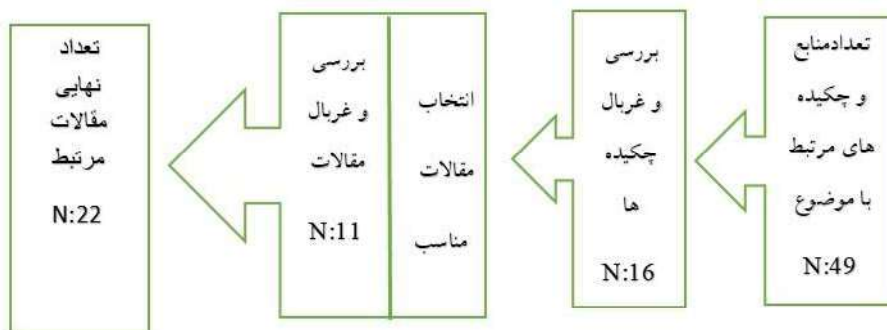 تعدادمنابع
و چکیده
های مرتبط
با موضوع
N:49
بررسی
و غربال
چکیده
ها
N:16
انتخاب
مقالات
مناسب
بررسی
و غربال
مقالات
N:11
تعداد
نهایی
مقالات
مرتبط
N:22